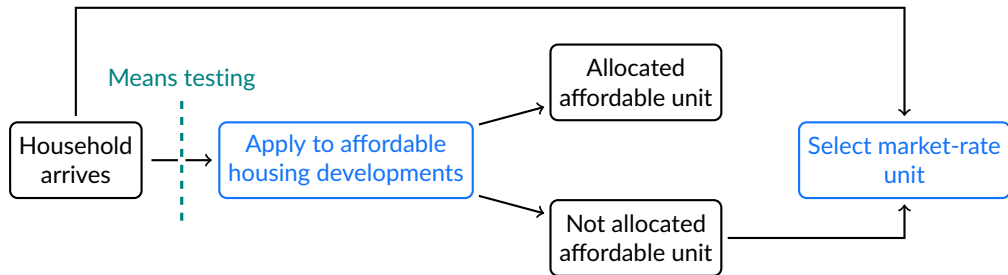 Means testing
Household
arrives
Apply to affordable
housing developments
Allocated
affordable unit
Not allocated
affordable unit
Select market-rate
unit